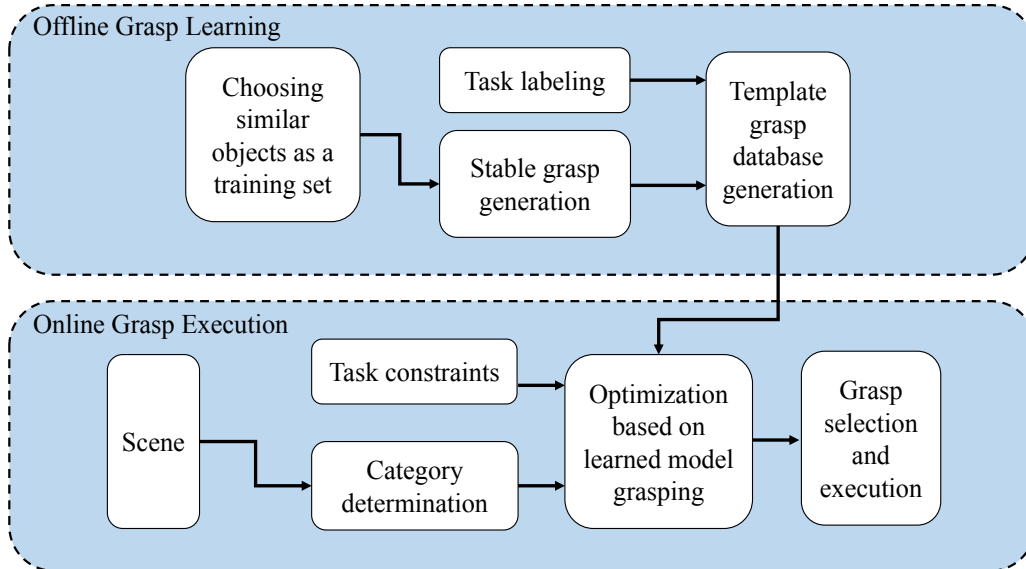 Offline Grasp Learning
Choosing
similar
objects as a
training set
Task labeling
Stable grasp
generation
Template
grasp
database
generation
Online Grasp Execution
Scene
Task constraints
Category
determination
Optimization
based on
learned model
grasping
Grasp
selection
and
execution